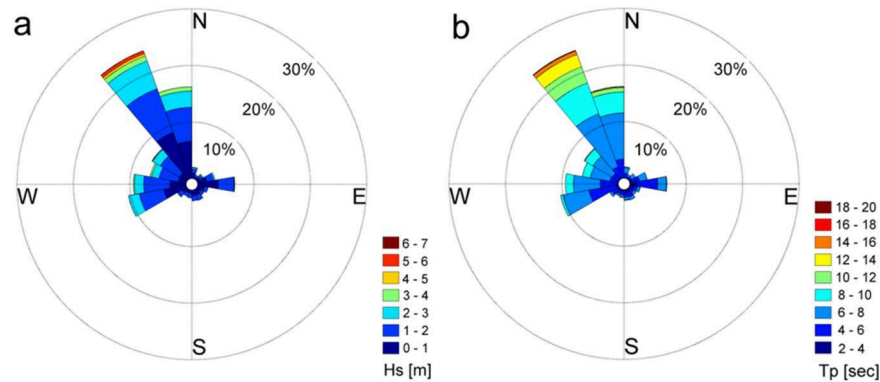 a
N
30%
20%
10%
W
E
S
6 - 7
5 - 6
4 - 5
3 - 4
2 - 3
1 - 2
0 - 1
Hs [m]
b
N
30%
20%
10%
W
E
S
18 - 20
16 - 18
14 - 16
12 - 14
10 - 12
8 - 10
6 - 8
4 - 6
2 - 4
Tp [sec]